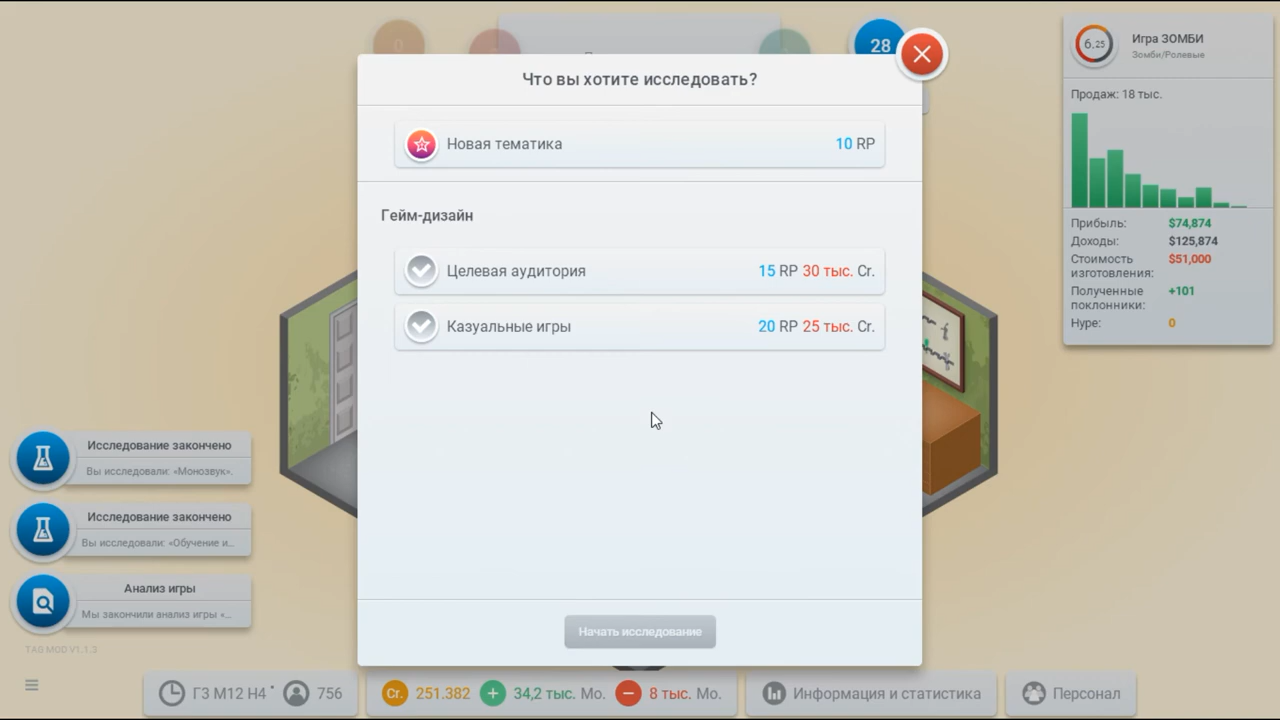 28
Что вы хотите исследовать?
Новая тематика 10 RP
Гейм-дизайн
Целевая аудитория 15 RP 30 тыс. Cr.
Казуальные игры 20 RP 25 тыс. Cr.
Начать исследование
6,25
Игра ЗОМБИ
Зомби/Ролевые
Продаж: 18 тыс.
Прибыль: $74,874
Доходы: $125,874
Стоимость $51,000
изготовления:
Полученные +101
поклонники:
Hype: 0
Исследование закончено
Вы исследовали: «Монозвук».
Исследование закончено
Вы исследовали: «Обучение и...
Анализ игры
Мы закончили анализ игры «...
TAG MOD V1.1.3
Г3 М12 Н4 756
Cr. 251.382 34,2 тыс. Mo. 8 тыс. Mo.
Информация и статистика
Персонал